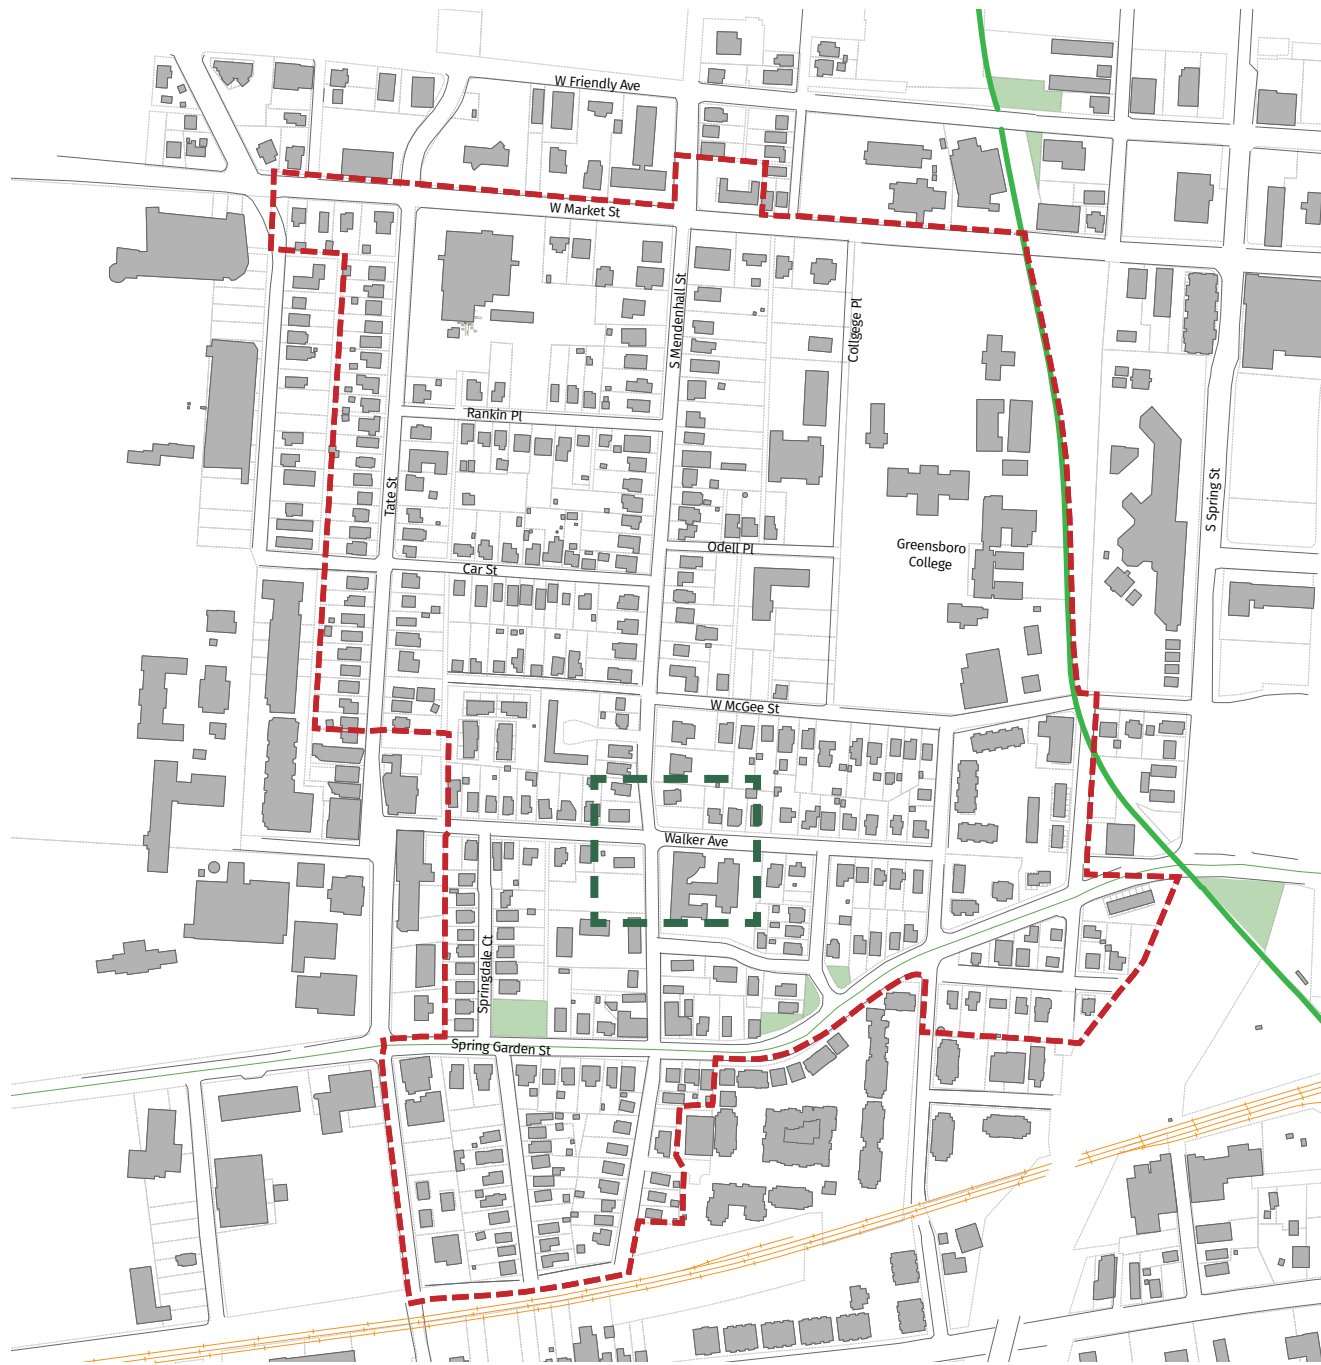 W Friendly Ave
W Market St
S Mendenhall St
Collgege Pl
Rankin Pl
Tate St
S Spring St
Odell Pl
Greensboro
College
Car St
W McGee St
Walker Ave
Springdale Ct
Spring Garden St